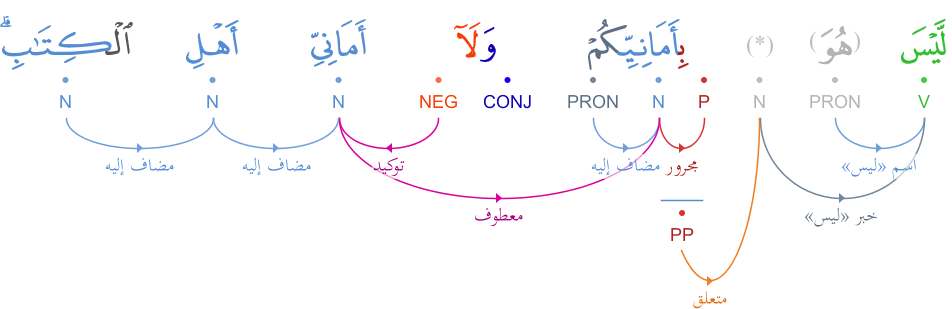 لَّيْسَ (هُوَ) (*) بِأَمَانِيِّكُمْ وَلَآ أَمَانِىِّ أَهْلِ ٱلْكِتَـٰبِ ۗ
V PRON N P N PRON CONJ NEG N N N
اسم «ليس» مجرور مضاف إليه توكيد مضاف إليه مضاف إليه
خبر «ليس» معطوف
PP
متعلق